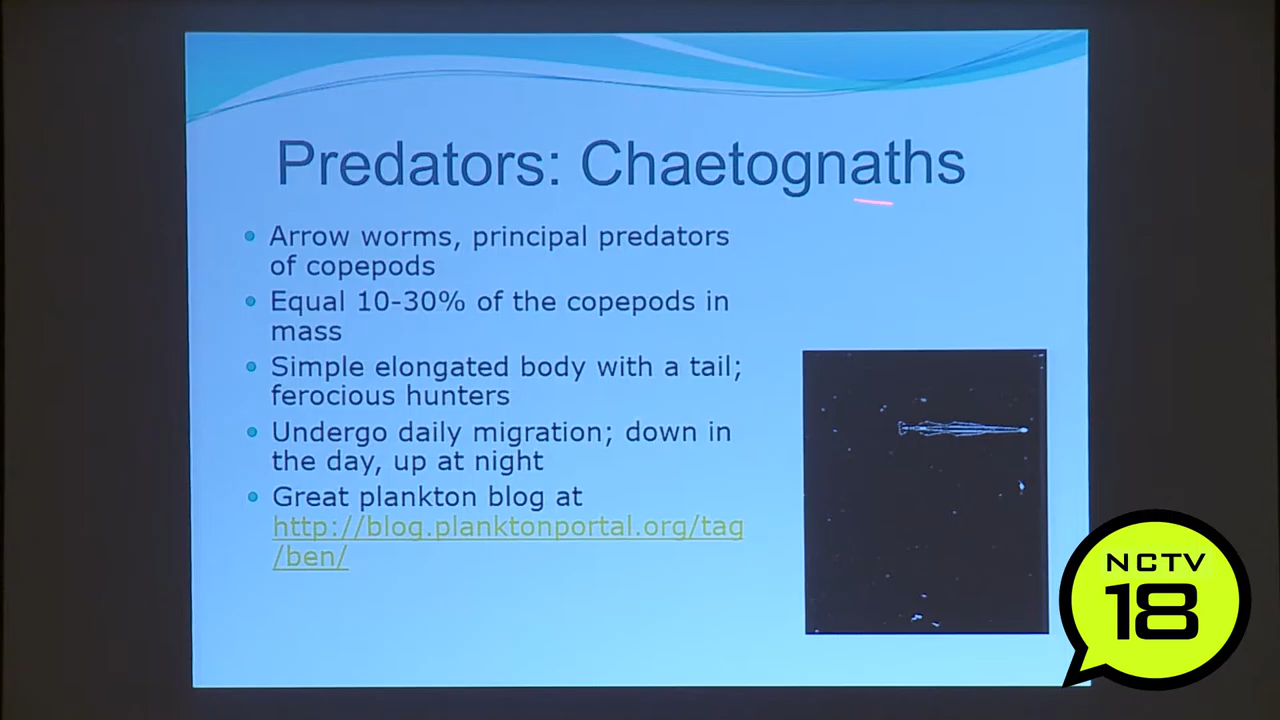 Predators: Chaetognaths
Arrow worms, principal predators
of copepods
Equal 10-30% of the copepods in
mass
Simple elongated body with a tail;
ferocious hunters
Undergo daily migration; down in
the day, up at night
Great plankton blog at
http://blog.planktonportal.org/tag
/ben/
NCTV
18